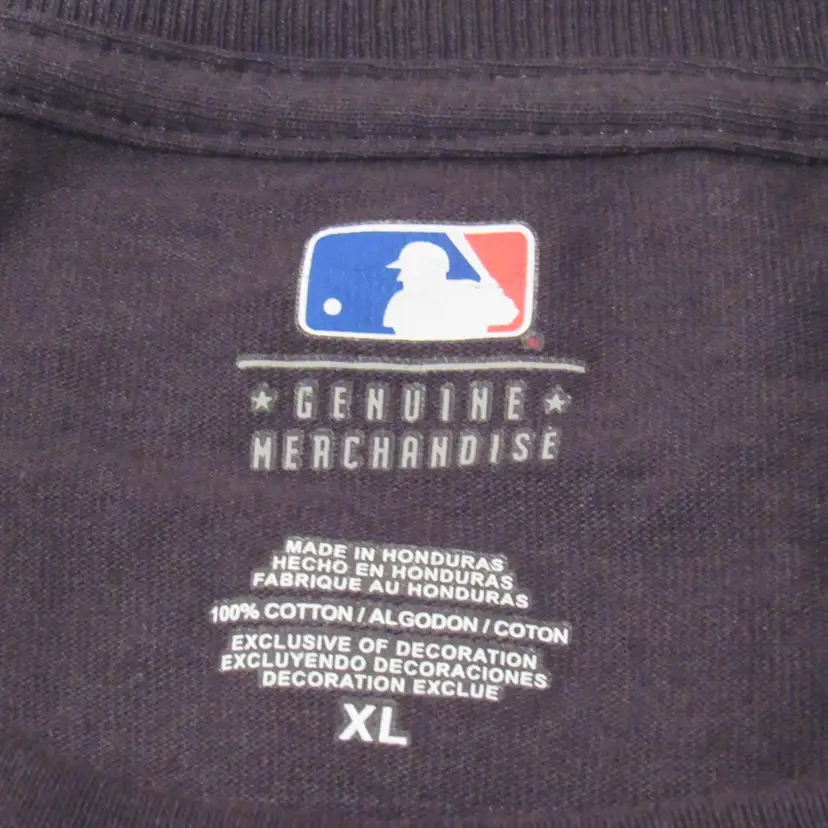 ★ GENUINE ★
MERCHANDISE
MADE IN HONDURAS
HECHO EN HONDURAS
FABRIQUE AU HONDURAS
100% COTTON / ALGODON / COTON
EXCLUSIVE OF DECORATION
EXCLUYENDO DECORACIONES
DECORATION EXCLUE
XL